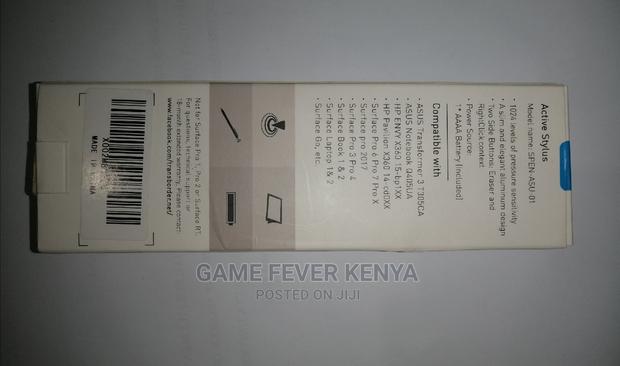 Active Stylus
Model name: SPEN-ASU-01
• 1024 levels of pressure sensitivity
• A slim and elegant aluminum design
• Two Side Buttons: Eraser and
Right Click context
• Power Source:
1* AAAA Battery (included)
Compatible with
• ASUS Transformer 3 T305CA
• ASUS Notebook Q405UA
• HP ENVY X360 15-bp1XX
• HP Pavilion X360 14-cd0XX
• Surface Pro 6 Pro 7 Pro X
• Surface pro 2017
• Surface pro 3 Pro 4
• Surface Book 1 & 2
• Surface Laptop 1 & 2
• Surface Go, etc.
Not for Surface Pro 1, Pro 2 or Surface RT.
For questions, technical support or
18-month extended warranty, Please contact:
www.facebook.com/transborder.net/
MADE IN
GAME FEVER KENYA
POSTED ON JIJI